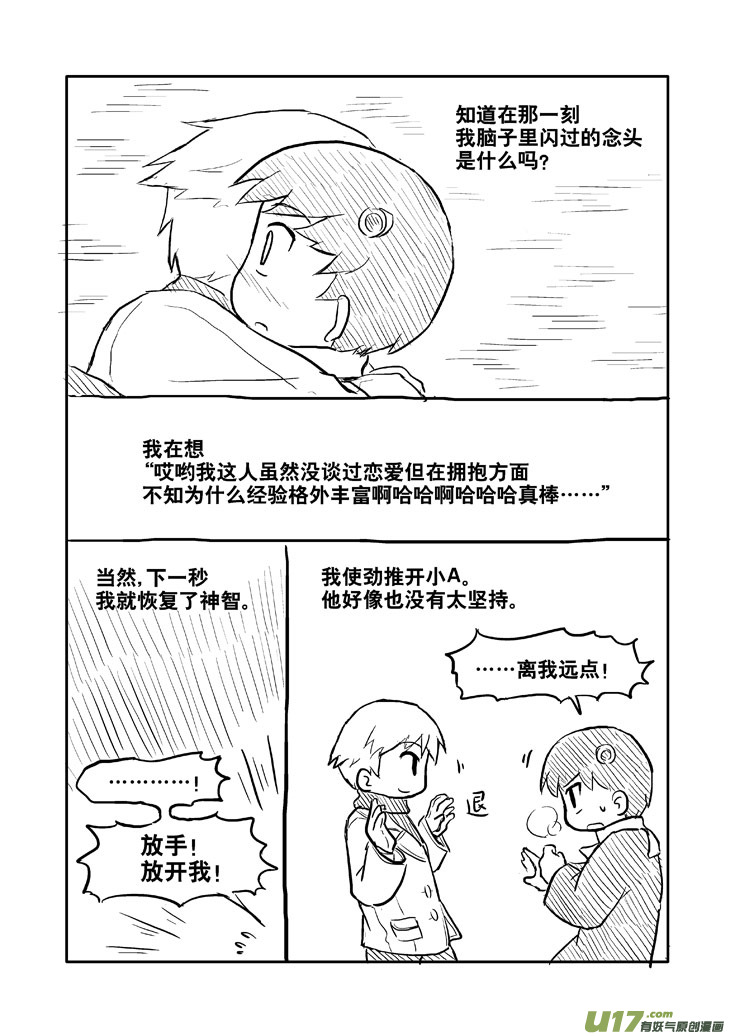 知道在那一刻
我脑子里闪过的念头
是什么吗？
我在想
“哎哟我这人虽然没谈过恋爱但在拥抱方面
不知为什么经验格外丰富啊哈哈啊哈哈哈真棒……”
当然，下一秒
我就恢复了神智。
…………！
放手！
放开我！
我使劲推开小A。
他好像也没有太坚持。
……离我远点！
退
U17.com
有妖气原创漫画